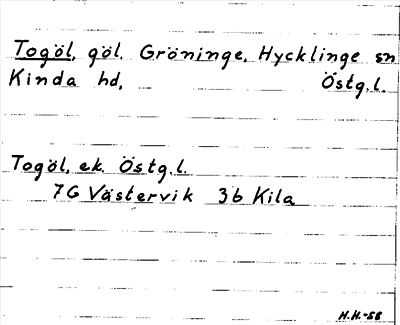 Togöl, göl. Gröninge, Hycklinge sn
Kinda hd, Östg.l.
Togöl, ek. Östg.l.
7G Västervik 3b Kila
H.H.-58